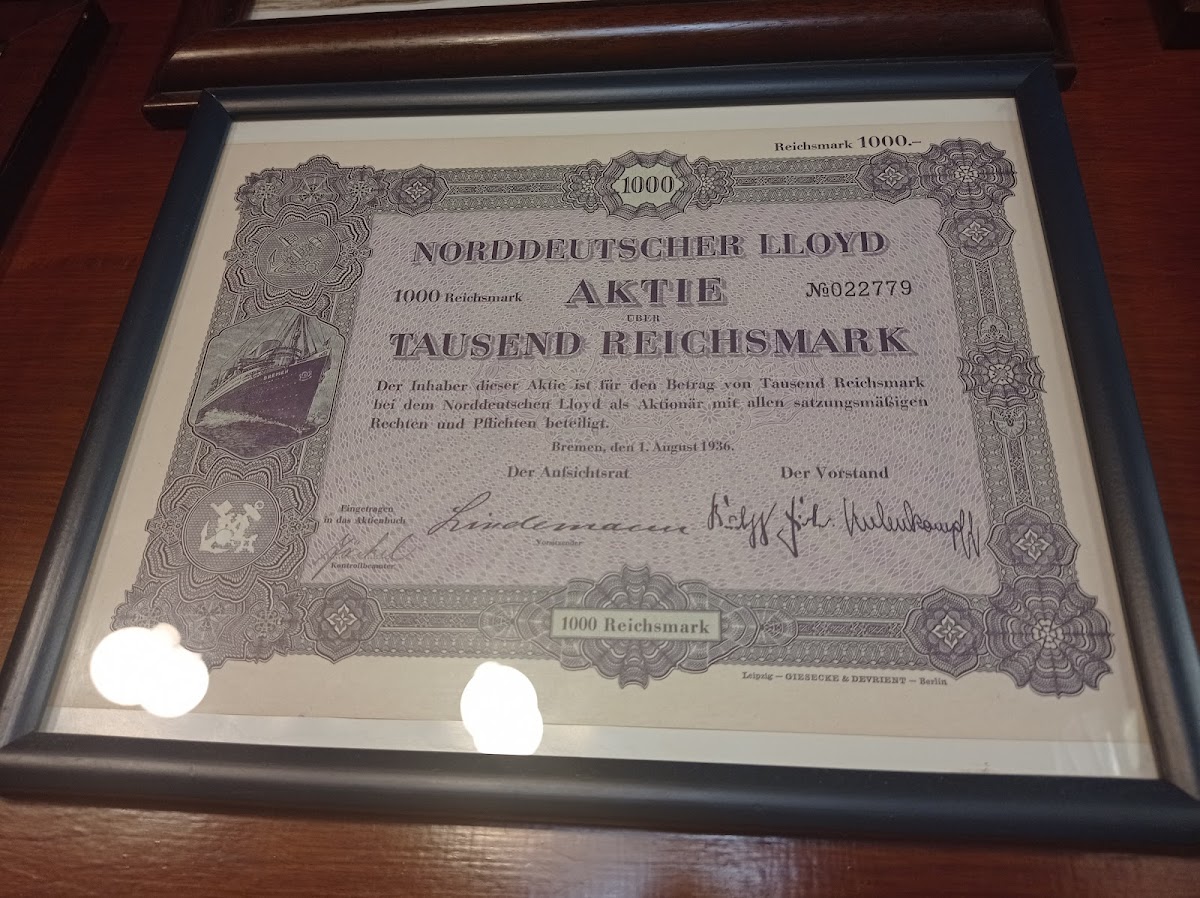 Reichsmark 1000.–
1000
NORDDEUTSCHER LLOYD
1000 Reichsmark AKTIE №022779
ÜBER
TAUSEND REICHSMARK
Der Inhaber dieser Aktie ist für den Betrag von Tausend Reichsmark
bei dem Norddeutschen Lloyd als Aktionär mit allen satzungsmäßigen
Rechten und Pflichten beteiligt.
Bremen, den 1. August 1936.
Der Aufsichtsrat Der Vorstand
Eingetragen
in das Aktienbuch
Lindemann
Vorsitzender
Kontrollbeamter
BREMEN
1000 Reichsmark
Leipzig – GIESECKE & DEVRIENT – Berlin